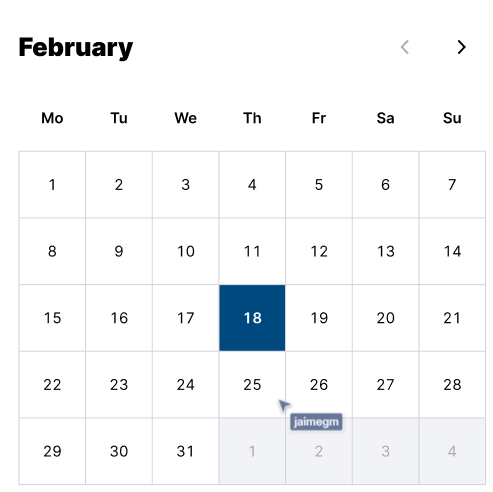 February
Mo Tu We Th Fr Sa Su
1 2 3 4 5 6 7
8 9 10 11 12 13 14
15 16 17 18 19 20 21
22 23 24 25 26 27 28
jaimegm
29 30 31 1 2 3 4